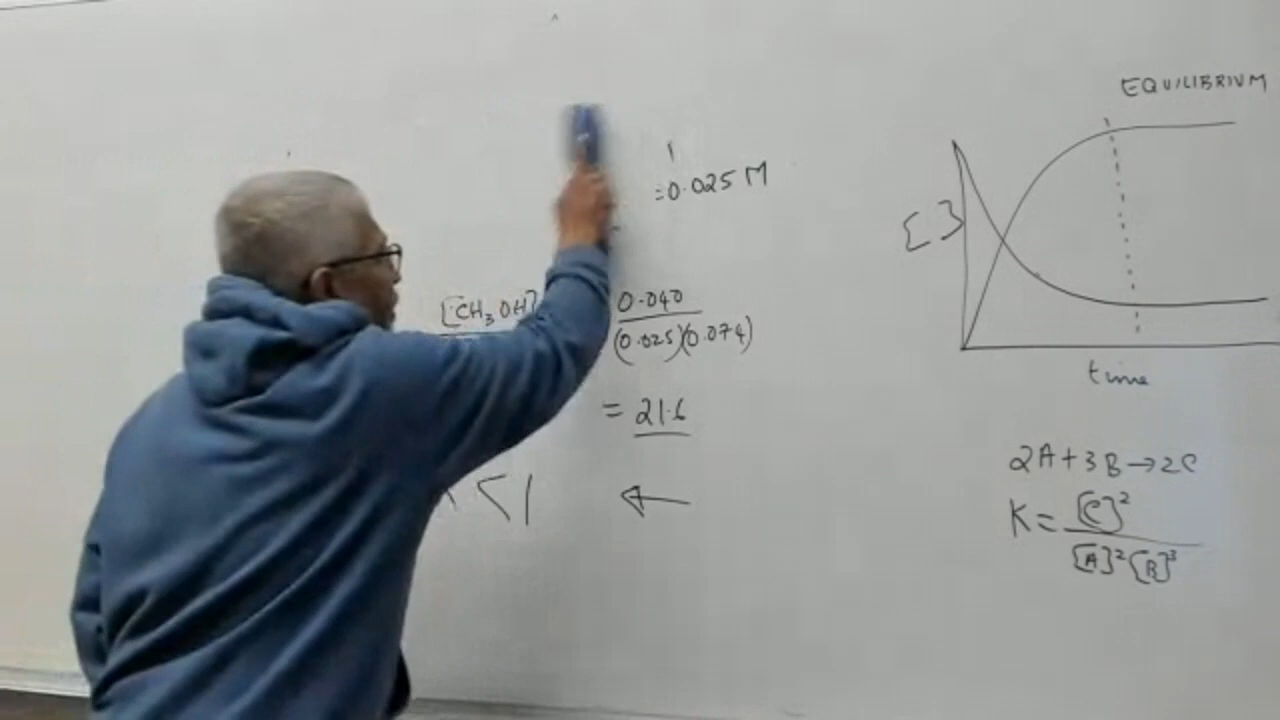 =0.025 M
[CH₃OH] 0.040
(0.025)(0.074)
= 21.6
<1 ←
EQUILIBRIUM
[ ]
time
2A+3B→2C
K= [C]²
[A]²[B]³